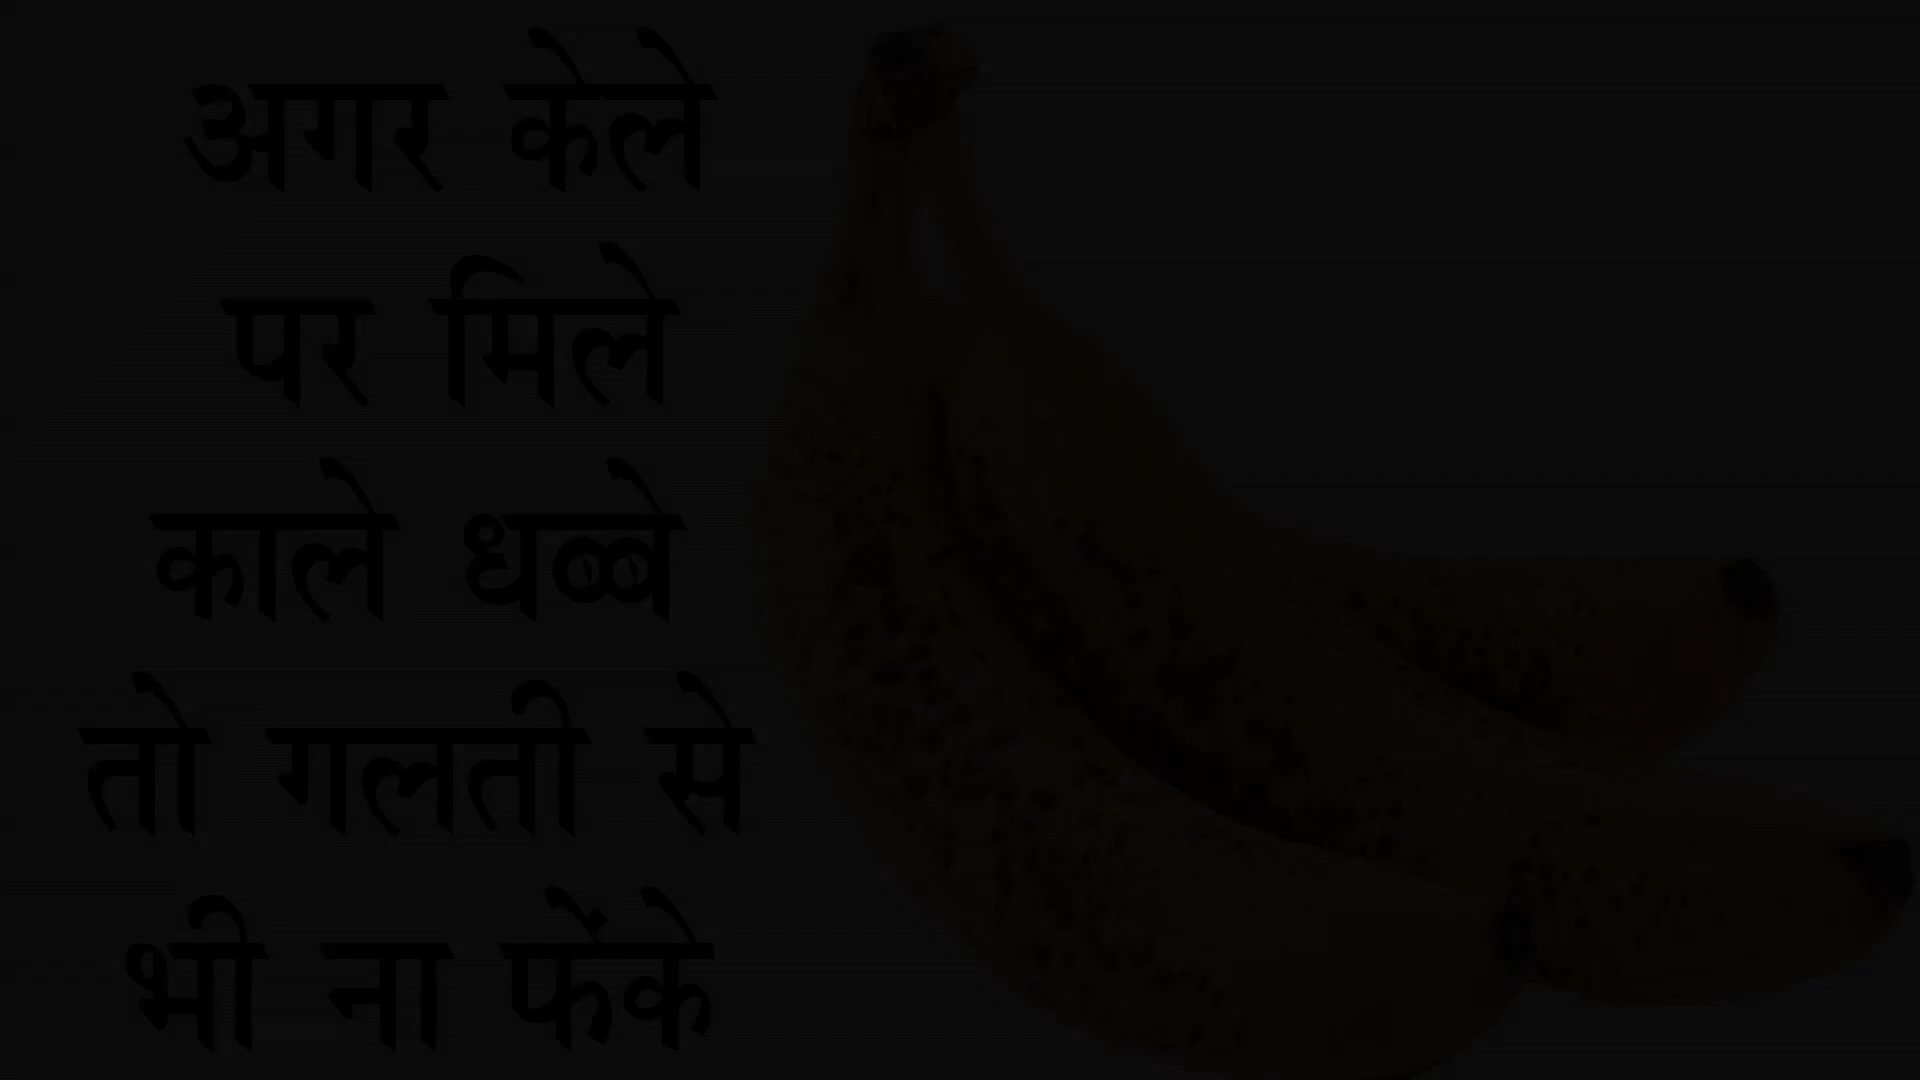 अगर केले
पर मिले
काले धब्बे
तो गलती से
भी ना फेंके